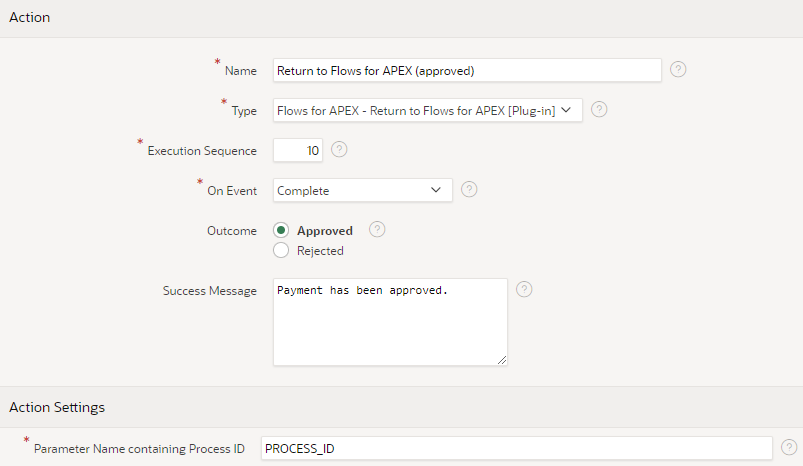 Action
* Name Return to Flows for APEX (approved) ?
* Type Flows for APEX - Return to Flows for APEX [Plug-in] ?
* Execution Sequence 10 ?
* On Event Complete ?
Outcome Approved ?
Rejected
Success Message Payment has been approved. ?
Action Settings
* Parameter Name containing Process ID PROCESS_ID ?